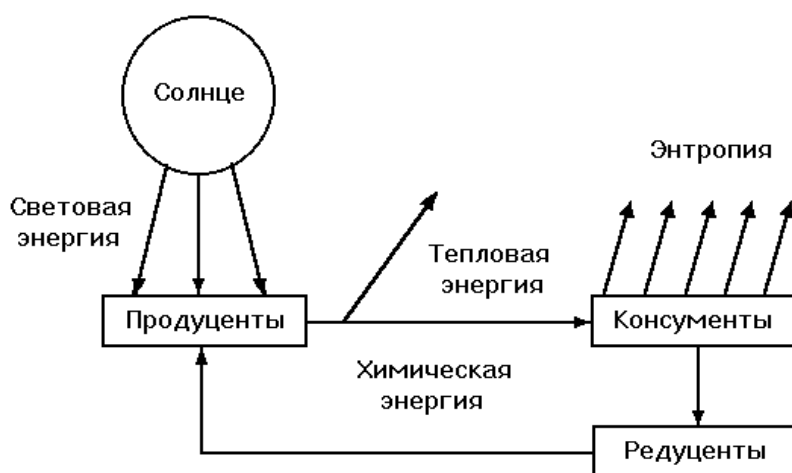 Солнце
Энтропия
Световая
энергия
Тепловая
энергия
Продуценты
Консументы
Химическая
энергия
Редуценты